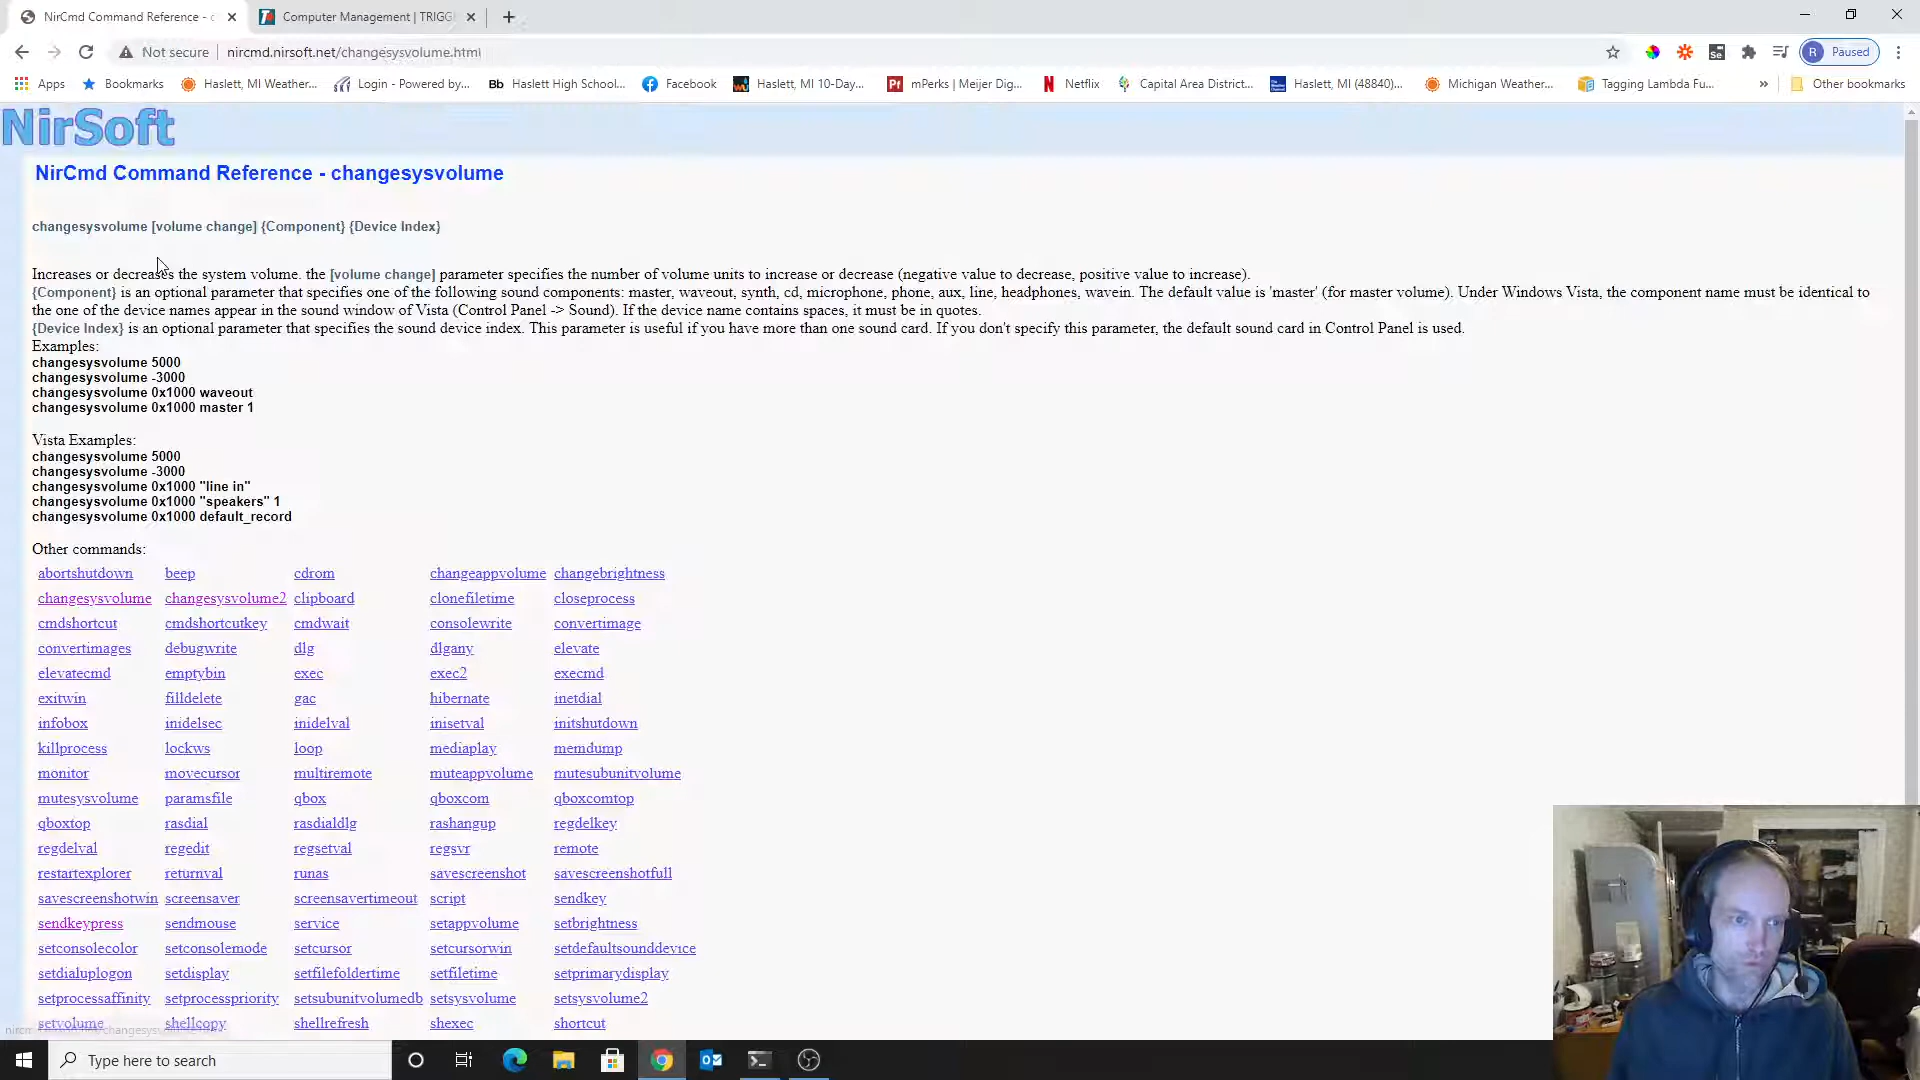 NirCmd Command Reference - c
Computer Management | TRIGG
Not secure
nircmd.nirsoft.net/changesysvolume.html
Paused
Apps
Bookmarks
Haslett, MI Weather...
Login - Powered by...
Bb Haslett High School...
Facebook
Haslett, MI 10-Day...
mPerks | Meijer Dig...
Netflix
Capital Area District...
Haslett, MI (48840)...
Michigan Weather...
Tagging Lambda Fu...
»
Other bookmarks
NirSoft
NirCmd Command Reference - changesysvolume
changesysvolume [volume change] {Component} {Device Index}
Increases or decreases the system volume. the [volume change] parameter specifies the number of volume units to increase or decrease (negative value to decrease, positive value to increase).
{Component} is an optional parameter that specifies one of the following sound components: master, waveout, synth, cd, microphone, phone, aux, line, headphones, wavein. The default value is 'master' (for master volume). Under Windows Vista, the component name must be identical to
the one of the device names appear in the sound window of Vista (Control Panel -> Sound). If the device name contains spaces, it must be in quotes.
{Device Index} is an optional parameter that specifies the sound device index. This parameter is useful if you have more than one sound card. If you don't specify this parameter, the default sound card in Control Panel is used.
Examples:
changesysvolume 5000
changesysvolume -3000
changesysvolume 0x1000 waveout
changesysvolume 0x1000 master 1
Vista Examples:
changesysvolume 5000
changesysvolume -3000
changesysvolume 0x1000 "line in"
changesysvolume 0x1000 "speakers" 1
changesysvolume 0x1000 default_record
Other commands:
abortshutdown beep cdrom changeappvolume changebrightness
changesysvolume changesysvolume2 clipboard clonefiletime closeprocess
cmdshortcut cmdshortcutkey cmdwait consolewrite convertimage
convertimages debugwrite dlg dlgany elevate
elevatecmd emptybin exec exec2 execmd
exitwin filldelete gac hibernate inetdial
infobox inidelsec inidelval inisetval initshutdown
killprocess lockws loop mediaplay memdump
monitor movecursor multiremote muteappvolume mutesubunitvolume
mutesysvolume paramsfile qbox qboxcom qboxcomtop
qboxtop rasdial rasdialdlg rashangup regdelkey
regdelval regedit regsetval regsvr remote
restartexplorer returnval runas savescreenshot savescreenshotfull
savescreenshotwin screensaver screensavertimeout script sendkey
sendkeypress sendmouse service setappvolume setbrightness
setconsolecolor setconsolemode setcursor setcursorwin setdefaultsounddevice
setdialuplogon setdisplay setfilefoldertime setfiletime setprimarydisplay
setprocessaffinity setprocesspriority setsubunitvolumedb setsysvolume setsysvolume2
setvolume shellcopy shellrefresh shexec shortcut
Type here to search